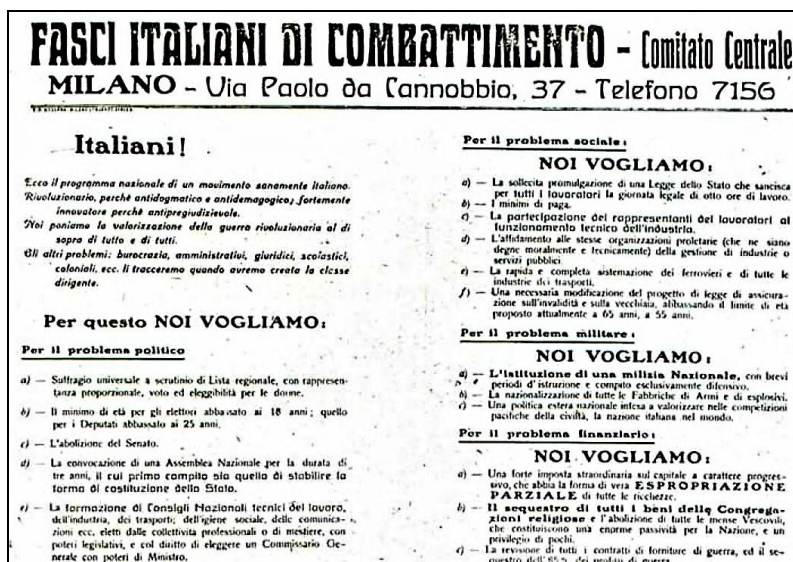 FASCI ITALIANI DI COMBATTIMENTO - Comitato Centrale
MILANO - Via Paolo da Cannobbio, 37 - Telefono 7156
Italiani!
Ecco il programma nazionale di un movimento sanamente italiano.
Rivoluzionario, perchè antidogmatico e antidemagogico; fortemente
innovatore perchè antipregiudizievole.
Noi poniamo la valorizzazione della guerra rivoluzionaria al di
sopra di tutto e di tutti.
Gli altri problemi: burocrazia, amministrativi, giuridici, scolastici,
coloniali, ecc. li tracceremo quando avremo creata la classe
dirigente.
Per questo NOI VOGLIAMO:
Per il problema politico
a) — Suffragio universale a scrutinio di Lista regionale, con rappresen-
tanza proporzionale, voto ed eleggibilità per le donne.
b) — Il minimo di età per gli elettori abbassato ai 18 anni; quello
per i Deputati abbassato ai 25 anni.
c) — L'abolizione del Senato.
d) — La convocazione di una Assemblea Nazionale per la durata di
tre anni, il cui primo compito sia quello di stabilire la
forma di costituzione dello Stato.
e) — La formazione di Consigli Nazionali tecnici del lavoro,
dell'industria, dei trasporti, dell'igiene sociale, delle comunica-
zioni ecc. eletti dalle collettività professionali o di mestiere, con
poteri legislativi, e col diritto di eleggere un Commissario Ge-
nerale con poteri di Ministro.
Per il problema sociale:
NOI VOGLIAMO:
a) — La sollecita promulgazione di una Legge dello Stato che sancisca
per tutti i lavoratori la giornata legale di otto ore di lavoro.
b) — I minimi di paga.
c) — La partecipazione dei rappresentanti dei lavoratori al
funzionamento tecnico dell'industria.
d) — L'affidamento alle stesse organizzazioni proletarie (che ne siano
degne moralmente e tecnicamente) della gestione di industrie o
servizi pubblici.
e) — La rapida e completa sistemazione dei ferrovieri e di tutte le
industrie dei trasporti.
f) — Una necessaria modificazione del progetto di legge di assicura-
zione sull'invalidità e sulla vecchiaia, abbassando il limite di età
proposto attualmente a 65 anni, a 55 anni.
Per il problema militare:
NOI VOGLIAMO:
a) — L'istituzione di una milizia Nazionale, con brevi
periodi d'istruzione e compito esclusivamente difensivo.
b) — La nazionalizzazione di tutte le Fabbriche di Armi e di esplosivi.
c) — Una politica estera nazionale intesa a valorizzare nelle competizioni
pacifiche della civiltà, la nazione italiana nel mondo.
Per il problema finanziario:
NOI VOGLIAMO:
a) — Una forte imposta straordinaria sul capitale a carattere progres-
sivo, che abbia la forma di vera ESPROPRIAZIONE
PARZIALE di tutte le ricchezze.
b) — Il sequestro di tutti i beni delle Congrega-
zioni religiose e l'abolizione di tutte le mense Vescovili,
che costituiscono una enorme passività per la Nazione, e un
privilegio di pochi.
c) — La revisione di tutti i contratti di forniture di guerra, ed il se-
questro dell'85% dei profitti di guerra.